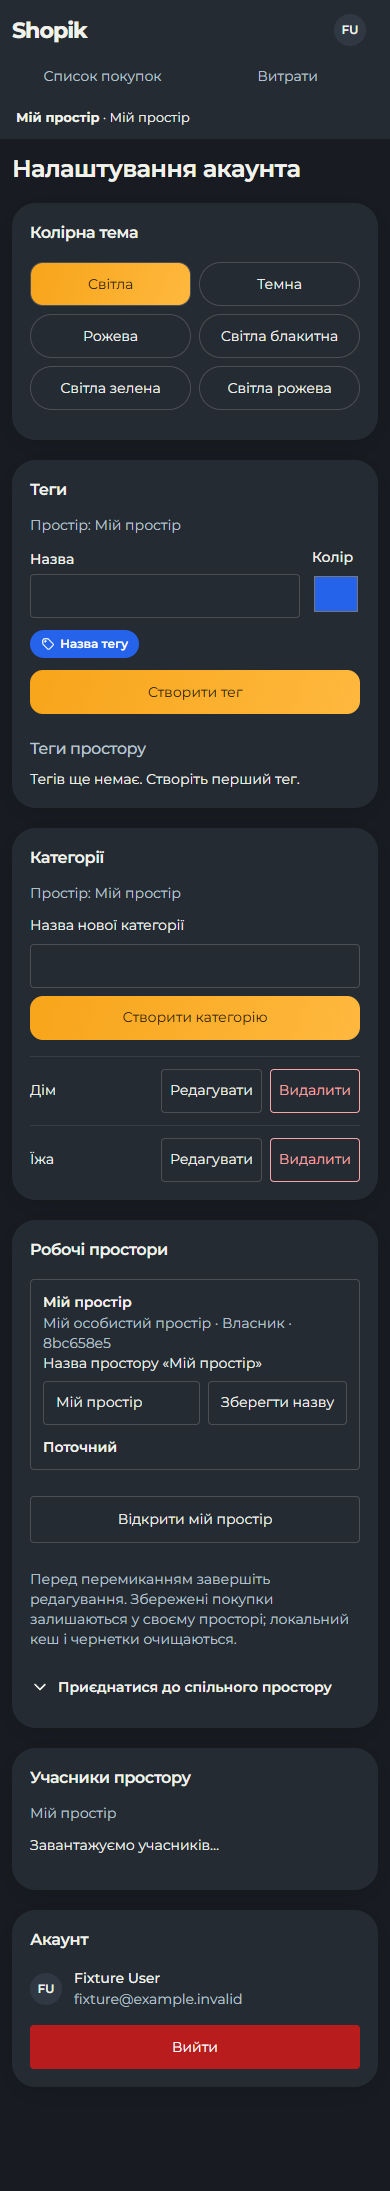 Shopik
FU
Список покупок
Витрати
Мій простір · Мій простір
Налаштування акаунта
Колірна тема
Світла
Темна
Рожева
Світла блакитна
Світла зелена
Світла рожева
Теги
Простір: Мій простір
Назва
Колір
Назва тегу
Створити тег
Теги простору
Тегів ще немає. Створіть перший тег.
Категорії
Простір: Мій простір
Назва нової категорії
Створити категорію
Дім
Редагувати
Видалити
Їжа
Редагувати
Видалити
Робочі простори
Мій простір
Мій особистий простір · Власник ·
8bc658e5
Назва простору «Мій простір»
Мій простір
Зберегти назву
Поточний
Відкрити мій простір
Перед перемиканням завершіть
редагування. Збережені покупки
залишаються у своєму просторі; локальний
кеш і чернетки очищаються.
Приєднатися до спільного простору
Учасники простору
Мій простір
Завантажуємо учасників…
Акаунт
FU
Fixture User
fixture@example.invalid
Вийти